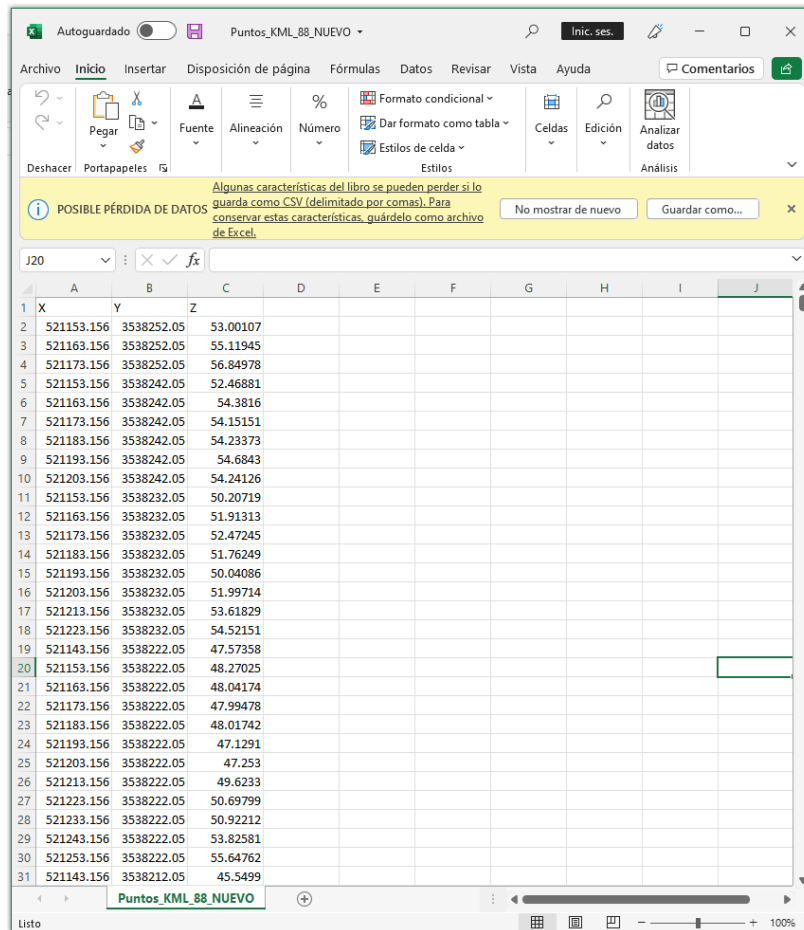 Autoguardado Puntos_KML_88_NUEVO Inic. ses.
Archivo Inicio Insertar Disposición de página Fórmulas Datos Revisar Vista Ayuda Comentarios
Pegar
Fuente
Alineación
%
Número
Formato condicional
Dar formato como tabla
Estilos de celda
Celdas
Edición
Analizar
datos
Deshacer Portapapeles Estilos Análisis
POSIBLE PÉRDIDA DE DATOS
Algunas características del libro se pueden perder si lo
guarda como CSV (delimitado por comas). Para
conservar estas características, guárdelo como archivo
de Excel.
No mostrar de nuevo
Guardar como...
J20 fx
A B C D E F G H I J
1 X Y Z
2 521153.156 3538252.05 53.00107
3 521163.156 3538252.05 55.11945
4 521173.156 3538252.05 56.84978
5 521153.156 3538242.05 52.46881
6 521163.156 3538242.05 54.3816
7 521173.156 3538242.05 54.15151
8 521183.156 3538242.05 54.23373
9 521193.156 3538242.05 54.6843
10 521203.156 3538242.05 54.24126
11 521153.156 3538232.05 50.20719
12 521163.156 3538232.05 51.91313
13 521173.156 3538232.05 52.47245
14 521183.156 3538232.05 51.76249
15 521193.156 3538232.05 50.04086
16 521203.156 3538232.05 51.99714
17 521213.156 3538232.05 53.61829
18 521223.156 3538232.05 54.52151
19 521143.156 3538222.05 47.57358
20 521153.156 3538222.05 48.27025
21 521163.156 3538222.05 48.04174
22 521173.156 3538222.05 47.99478
23 521183.156 3538222.05 48.01742
24 521193.156 3538222.05 47.1291
25 521203.156 3538222.05 47.253
26 521213.156 3538222.05 49.6233
27 521223.156 3538222.05 50.69799
28 521233.156 3538222.05 50.92212
29 521243.156 3538222.05 53.82581
30 521253.156 3538222.05 55.64762
31 521143.156 3538212.05 45.5499
Puntos_KML_88_NUEVO
Listo 100%